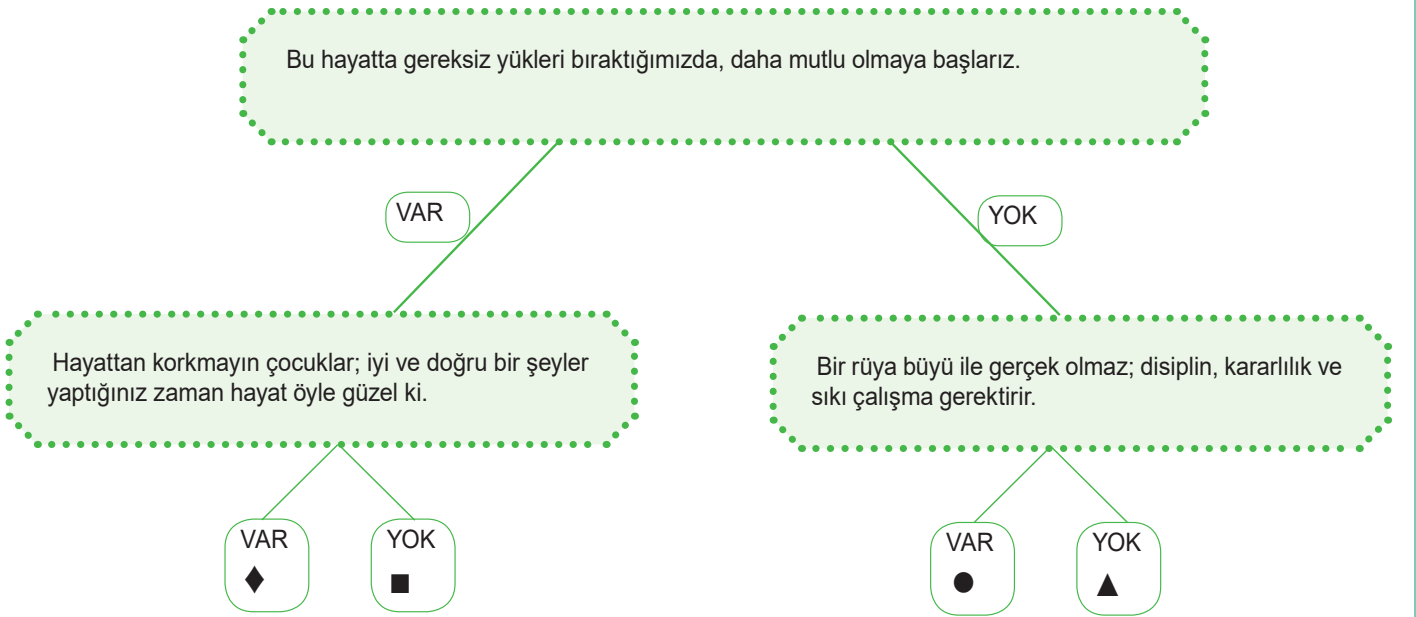 Bu hayatta gereksiz yükleri bıraktığımızda, daha mutlu olmaya başlarız.
VAR
YOK
Hayattan korkmayın çocuklar; iyi ve doğru bir şeyler
yaptığınız zaman hayat öyle güzel ki.
Bir rüya büyü ile gerçek olmaz; disiplin, kararlılık ve
sıkı çalışma gerektirir.
VAR
YOK
VAR
YOK